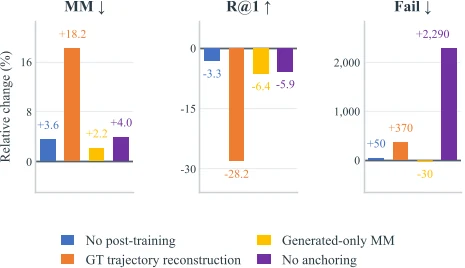 MM ↓
R@1 ↑
Fail ↓
Relative change (%)
16
8
0
+3.6
+18.2
+2.2
+4.0
0
-15
-30
-3.3
-28.2
-6.4
-5.9
2,000
1,000
0
+50
+370
-30
+2,290
No post-training
Generated-only MM
GT trajectory reconstruction
No anchoring